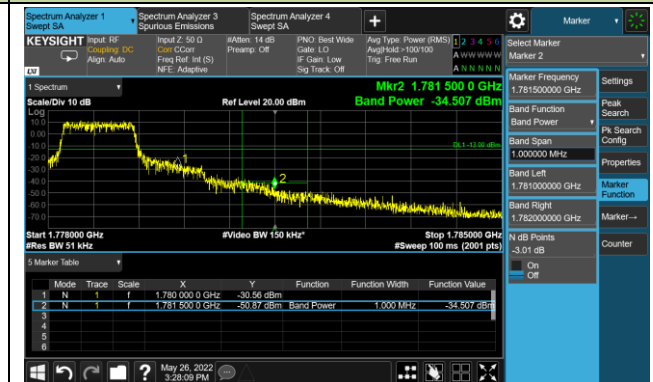 Spectrum Analyzer 1
Swept SA
Spectrum Analyzer 3
Spurious Emissions
Spectrum Analyzer 4
Swept SA
+
Marker
KEYSIGHT
Input: RF
Coupling: DC
Align: Auto
Input Z: 50 Ω
Corr CCorr
Freq Ref: Int (S)
NFE: Adaptive
#Atten: 14 dB
Preamp: Off
PNO: Best Wide
Gate: LO
IF Gain: Low
Sig Track: Off
Avg Type: Power (RMS)
Avg|Hold:>100/100
Trig: Free Run
1 2 3 4 5 6
A W W W W W
A N N N N N
LXI
Select Marker
Marker 2
1 Spectrum
Scale/Div 10 dB
Ref Level 20.00 dBm
Mkr2 1.781 500 0 GHz
Band Power -34.507 dBm
Log
10.0
0.00
-10.0
-20.0
-30.0
-40.0
-50.0
-60.0
-70.0
DL1 -13.00 dBm
1
2
Start 1.778000 GHz
#Res BW 51 kHz
#Video BW 150 kHz*
Stop 1.785000 GHz
#Sweep 100 ms (2001 pts)
Marker Frequency
1.781500000 GHz
Band Function
Band Power
Band Span
1.000000 MHz
Band Left
1.781000000 GHz
Band Right
1.782000000 GHz
N dB Points
-3.01 dB
On
Off
Settings
Peak
Search
Pk Search
Config
Properties
Marker
Function
Marker→
Counter
5 Marker Table
Mode Trace Scale X Y Function Function Width Function Value
1 N 1 f 1.780 000 0 GHz -30.56 dBm
2 N 1 f 1.781 500 0 GHz -50.87 dBm Band Power 1.000 MHz -34.507 dBm
3
4
5
6
?
May 26, 2022
3:28:09 PM